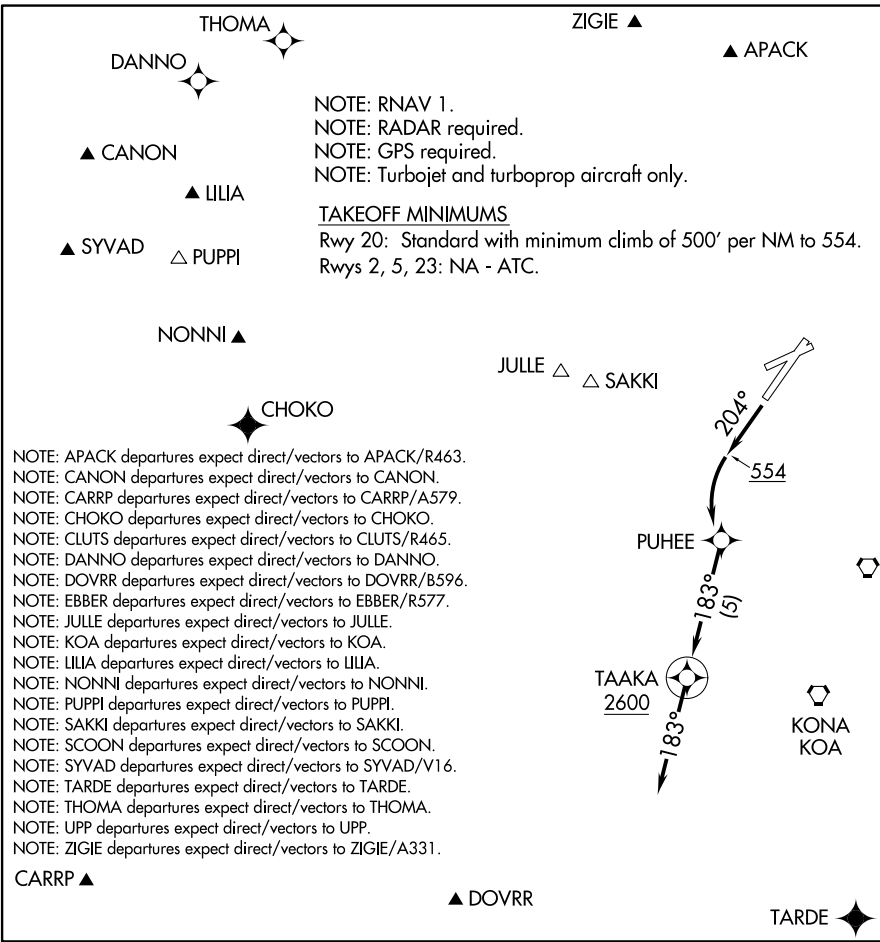 THOMA
ZIGIE
APACK
DANNO
NOTE: RNAV 1.
NOTE: RADAR required.
NOTE: GPS required.
NOTE: Turbojet and turboprop aircraft only.
CANON
LILIA
TAKEOFF MINIMUMS
Rwy 20: Standard with minimum climb of 500' per NM to 554.
Rwys 2, 5, 23: NA - ATC.
SYVAD
PUPPI
NONNI
JULLE
SAKKI
CHOKO
204°
554
NOTE: APACK departures expect direct/vectors to APACK/R463.
NOTE: CANON departures expect direct/vectors to CANON.
NOTE: CARRP departures expect direct/vectors to CARRP/A579.
NOTE: CHOKO departures expect direct/vectors to CHOKO.
NOTE: CLUTS departures expect direct/vectors to CLUTS/R465.
NOTE: DANNO departures expect direct/vectors to DANNO.
NOTE: DOVRR departures expect direct/vectors to DOVRR/B596.
NOTE: EBBER departures expect direct/vectors to EBBER/R577.
NOTE: JULLE departures expect direct/vectors to JULLE.
NOTE: KOA departures expect direct/vectors to KOA.
NOTE: LILIA departures expect direct/vectors to LILIA.
NOTE: NONNI departures expect direct/vectors to NONNI.
NOTE: PUPPI departures expect direct/vectors to PUPPI.
NOTE: SAKKI departures expect direct/vectors to SAKKI.
NOTE: SCOON departures expect direct/vectors to SCOON.
NOTE: SYVAD departures expect direct/vectors to SYVAD/V16.
NOTE: TARDE departures expect direct/vectors to TARDE.
NOTE: THOMA departures expect direct/vectors to THOMA.
NOTE: UPP departures expect direct/vectors to UPP.
NOTE: ZIGIE departures expect direct/vectors to ZIGIE/A331.
PUHEE
183°
(5)
TAAKA
2600
183°
KONA
KOA
CARRP
DOVRR
TARDE